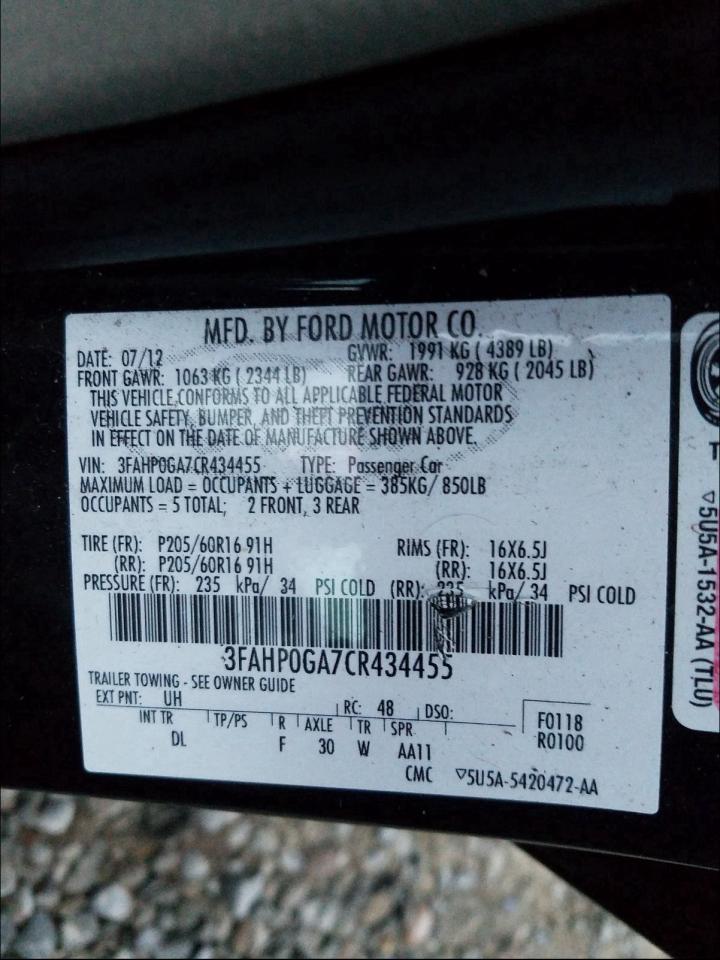 MFD. BY FORD MOTOR CO.
DATE: 07/12 GVWR: 1991 KG ( 4389 LB)
FRONT GAWR: 1063 KG ( 2344 LB) REAR GAWR: 928 KG ( 2045 LB)
THIS VEHICLE CONFORMS TO ALL APPLICABLE FEDERAL MOTOR
VEHICLE SAFETY, BUMPER, AND THEFT PREVENTION STANDARDS
IN EFFECT ON THE DATE OF MANUFACTURE SHOWN ABOVE.
VIN: 3FAHP0GA7CR434455 TYPE: Passenger Car
MAXIMUM LOAD = OCCUPANTS + LUGGAGE = 385KG/ 850LB
OCCUPANTS = 5 TOTAL; 2 FRONT, 3 REAR
TIRE (FR): P205/60R16 91H RIMS (FR): 16X6.5J
(RR): P205/60R16 91H (RR): 16X6.5J
PRESSURE (FR): 235 kPa/ 34 PSI COLD (RR): 235 kPa/ 34 PSI COLD
3FAHP0GA7CR434455
TRAILER TOWING - SEE OWNER GUIDE
EXT PNT: UH RC: 48 DSO:
INT TR TP/PS R AXLE TR SPR F0118
DL F 30 W AA11 R0100
CMC ▽5U5A-5420472-AA
▽5U5A-1532-AA (TLU)